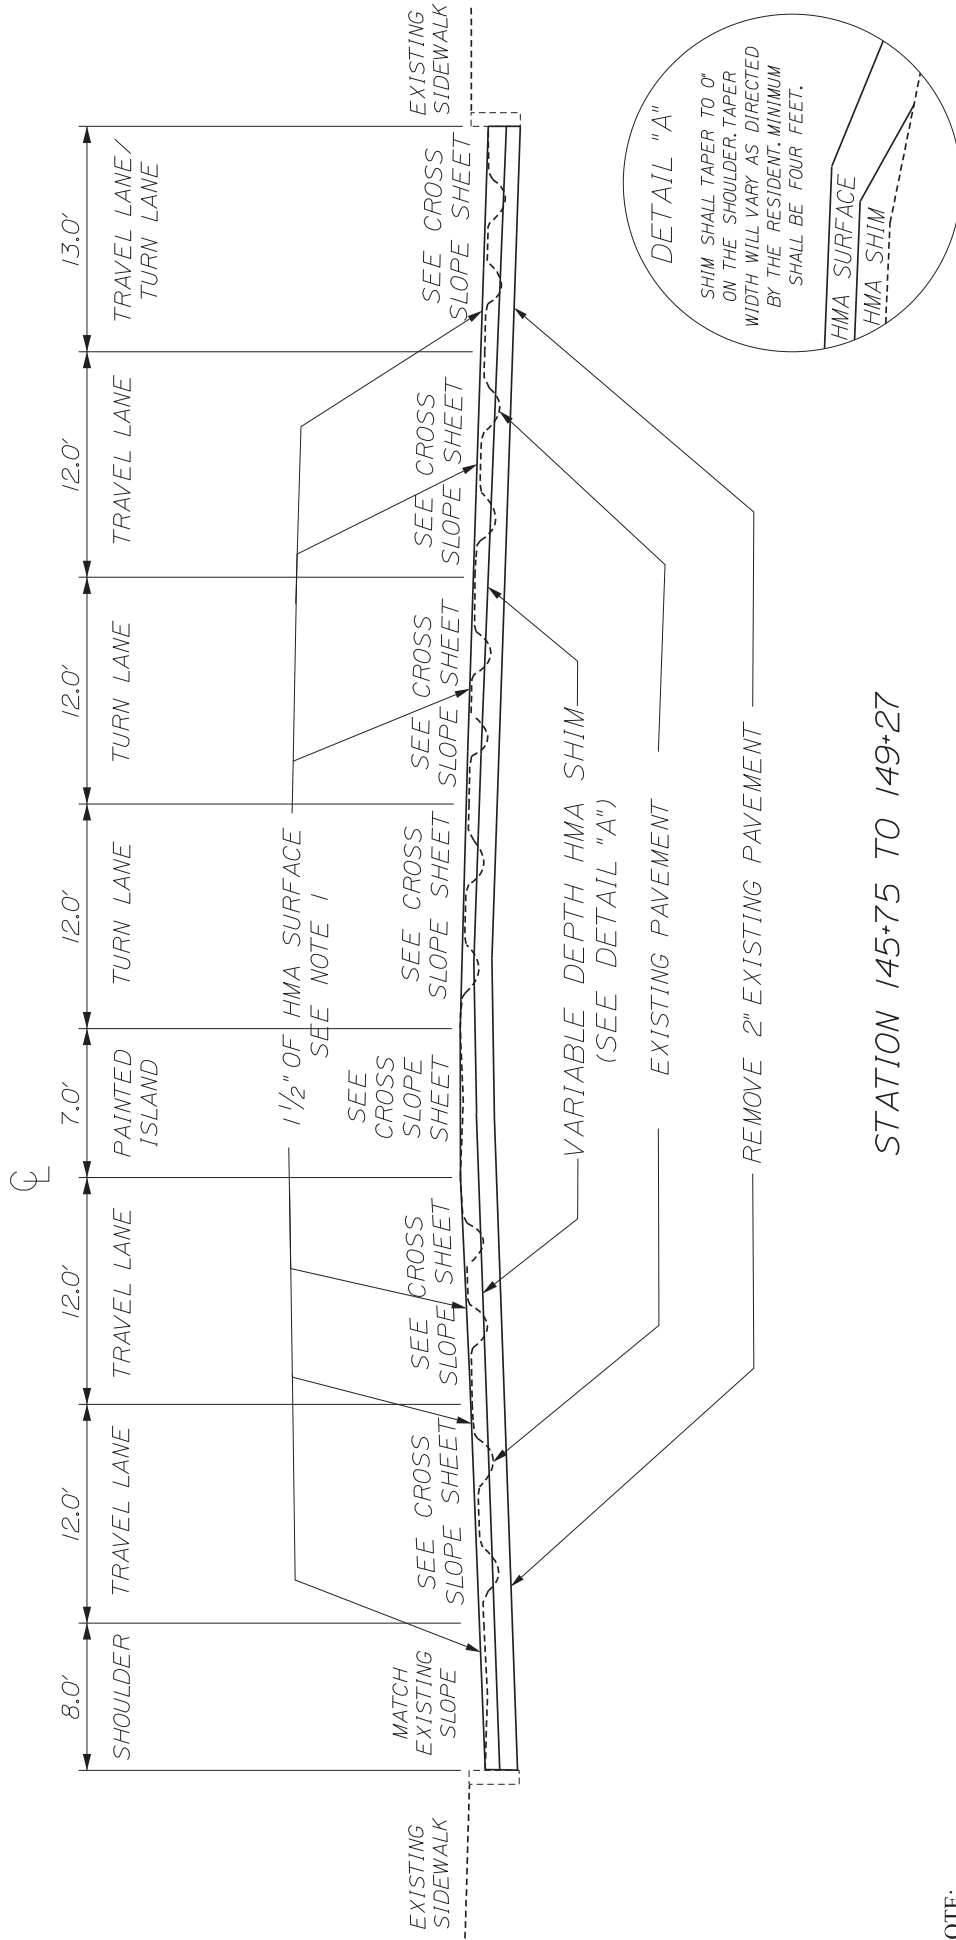 ℄
8.0'
12.0'
12.0'
7.0'
12.0'
12.0'
12.0'
13.0'
SHOULDER
TRAVEL LANE
TRAVEL LANE
PAINTED
ISLAND
TURN LANE
TURN LANE
TRAVEL LANE
TRAVEL LANE/
TURN LANE
1 1/2" OF HMA SURFACE
SEE NOTE 1
EXISTING
SIDEWALK
MATCH
EXISTING
SLOPE
SEE CROSS
SLOPE SHEET
SEE CROSS
SLOPE SHEET
SEE
CROSS
SLOPE
SHEET
SEE CROSS
SLOPE SHEET
SEE CROSS
SLOPE SHEET
SEE CROSS
SLOPE SHEET
SEE CROSS
SLOPE SHEET
EXISTING
SIDEWALK
VARIABLE DEPTH HMA SHIM
(SEE DETAIL "A")
EXISTING PAVEMENT
REMOVE 2" EXISTING PAVEMENT
DETAIL "A"
SHIM SHALL TAPER TO 0"
ON THE SHOULDER. TAPER
WIDTH WILL VARY AS DIRECTED
BY THE RESIDENT. MINIMUM
SHALL BE FOUR FEET.
HMA SURFACE
HMA SHIM
STATION 145+75 TO 149+27